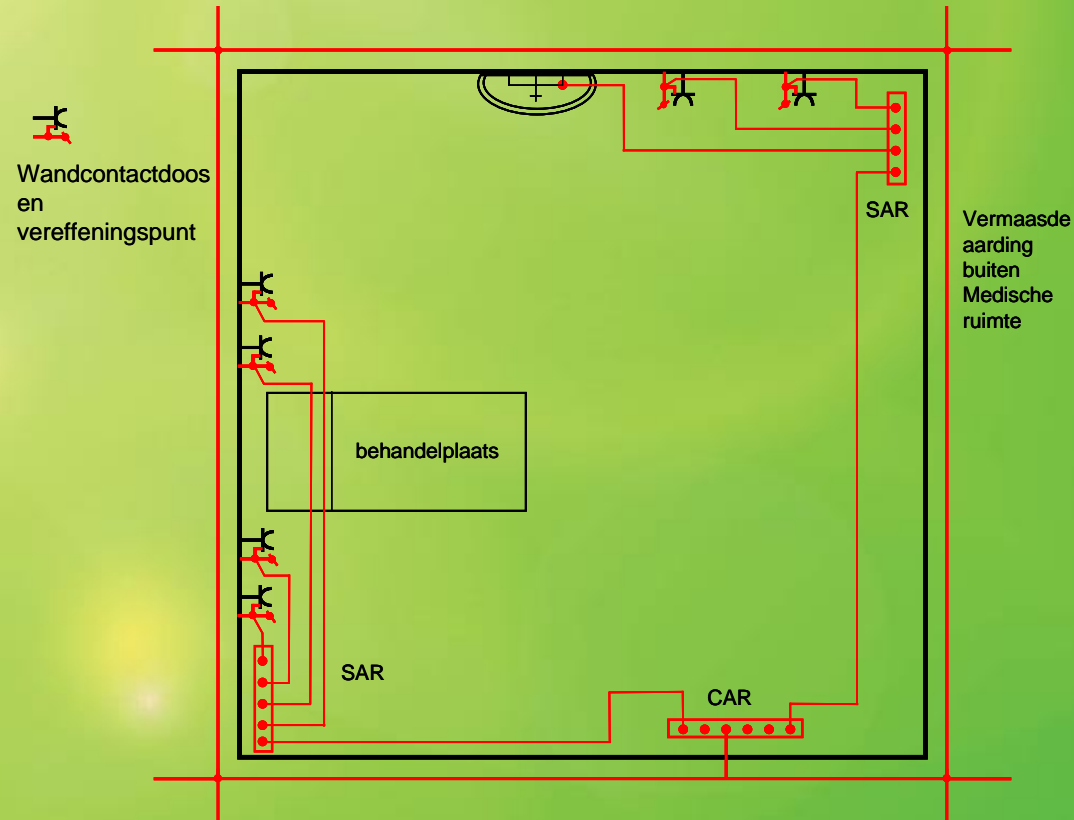 Wandcontactdoos
en
vereffeningspunt
SAR
Vermaasde
aarding
buiten
Medische
ruimte
behandelplaats
SAR
CAR